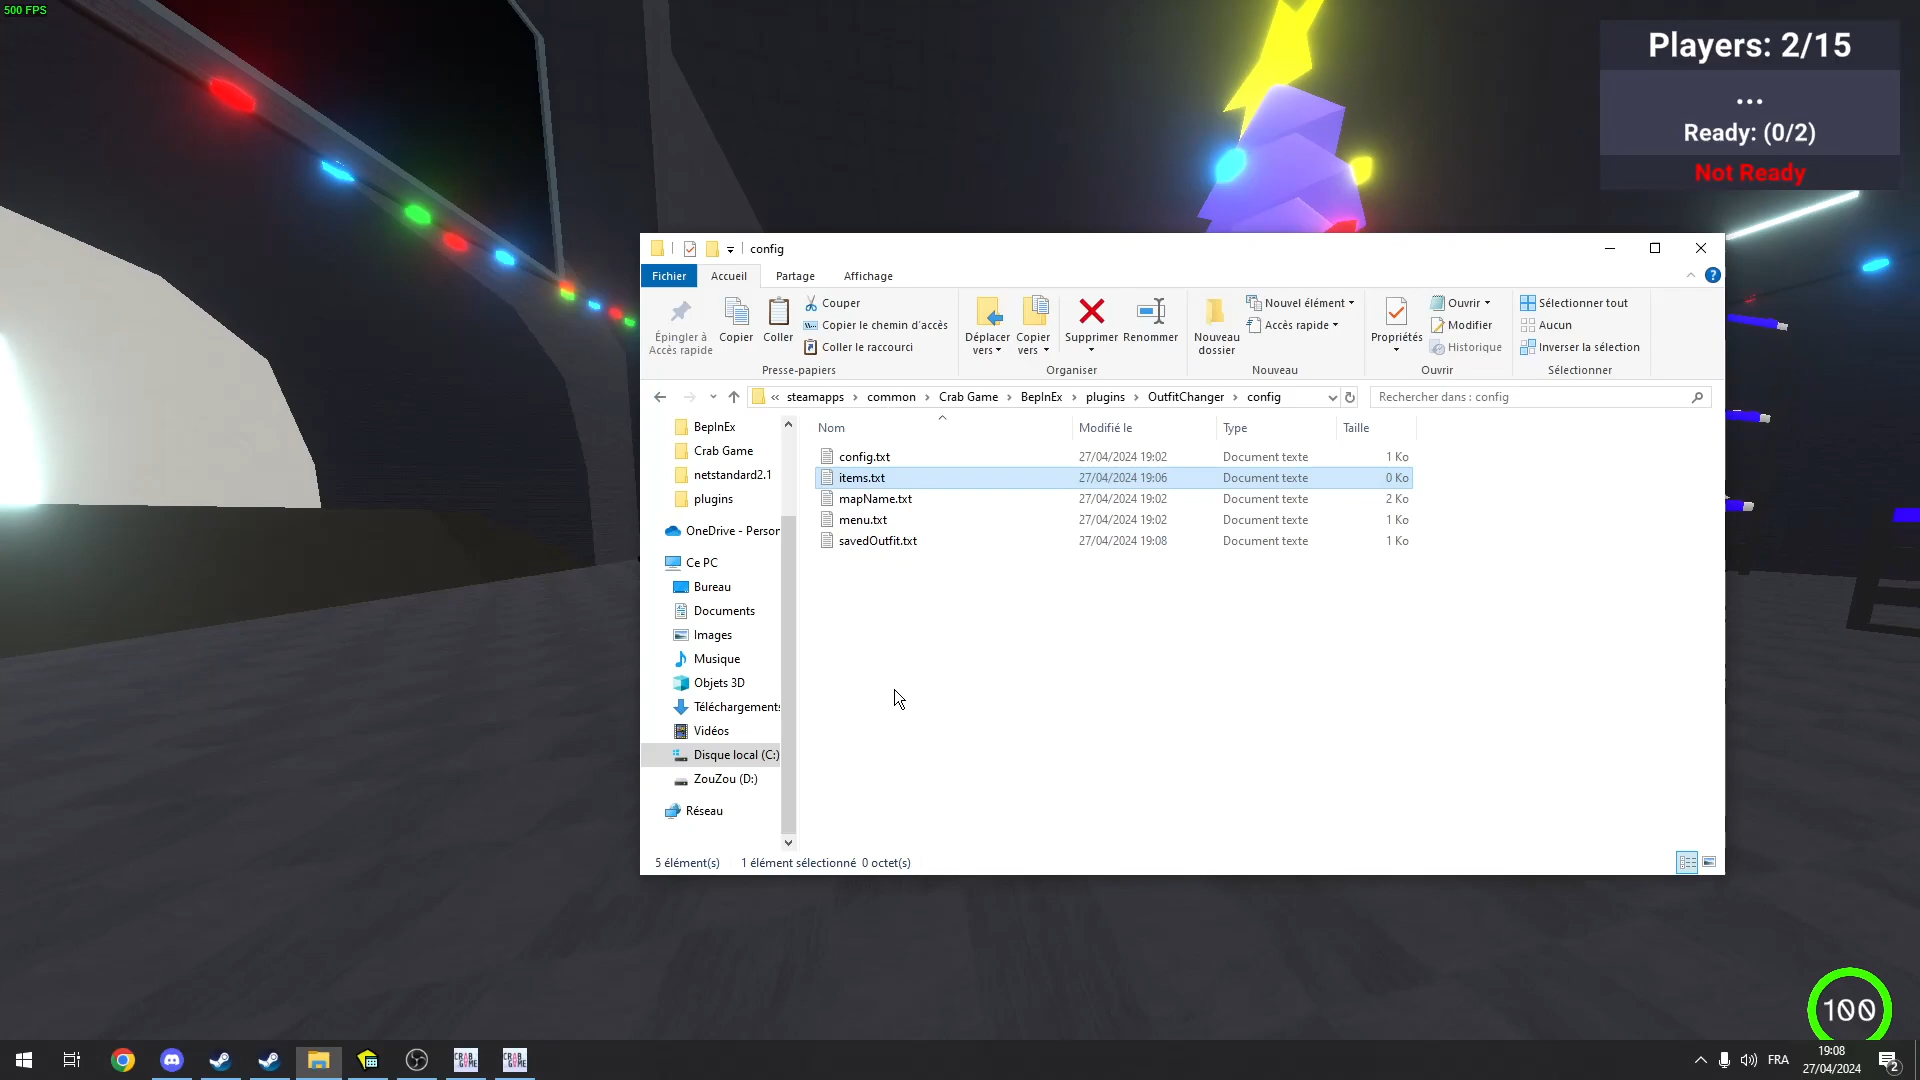 500 FPS
Players: 2/15
...
Ready: (0/2)
Not Ready
config
Fichier
Accueil
Partage
Affichage
?
Épingler à
Accès rapide
Copier
Coller
Couper
Copier le chemin d'accès
Coller le raccourci
Presse-papiers
Déplacer
vers
Copier
vers
Supprimer
Renommer
Organiser
Nouveau
dossier
Nouvel élément
Accès rapide
Nouveau
Propriétés
Ouvrir
Modifier
Historique
Ouvrir
Sélectionner tout
Aucun
Inverser la sélection
Sélectionner
« steamapps > common > Crab Game > BepInEx > plugins > OutfitChanger > config
Rechercher dans : config
BepInEx
Crab Game
netstandard2.1
plugins
OneDrive - Person
Ce PC
Bureau
Documents
Images
Musique
Objets 3D
Téléchargements
Vidéos
Disque local (C:)
ZouZou (D:)
Réseau
Nom Modifié le Type Taille
config.txt 27/04/2024 19:02 Document texte 1 Ko
items.txt 27/04/2024 19:06 Document texte 0 Ko
mapName.txt 27/04/2024 19:02 Document texte 2 Ko
menu.txt 27/04/2024 19:02 Document texte 1 Ko
savedOutfit.txt 27/04/2024 19:08 Document texte 1 Ko
5 élément(s) 1 élément sélectionné 0 octet(s)
100
CRAB GAME
CRAB GAME
FRA
19:08
27/04/2024
2